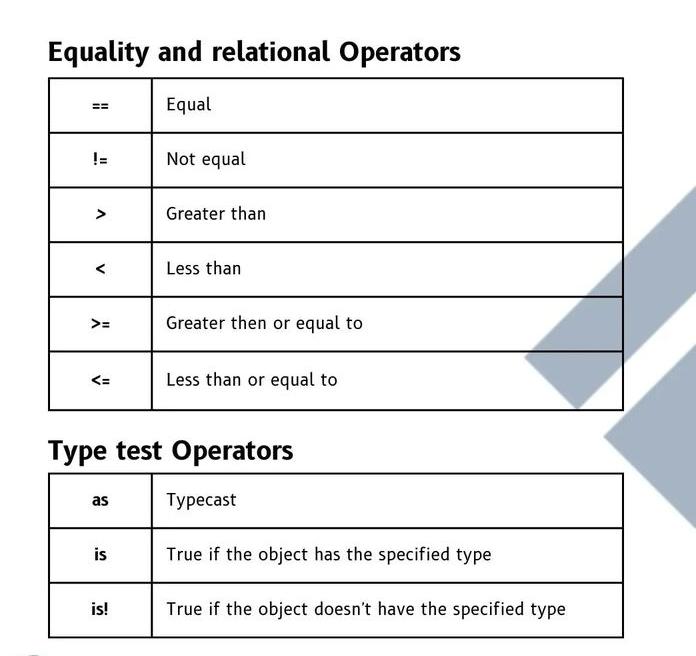 Equality and relational Operators
== Equal
!= Not equal
> Greater than
< Less than
>= Greater then or equal to
<= Less than or equal to
Type test Operators
as Typecast
is True if the object has the specified type
is! True if the object doesn't have the specified type